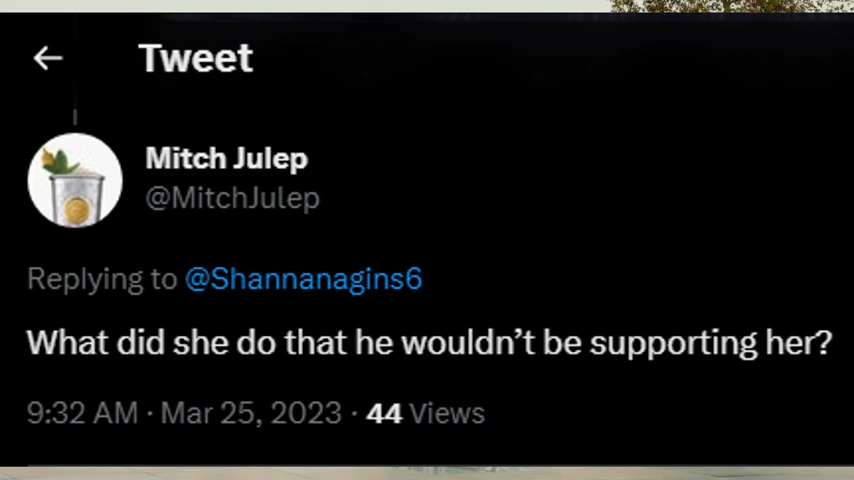 Tweet
Mitch Julep
@MitchJulep
Replying to @Shannanagins6
What did she do that he wouldn’t be supporting her?
9:32 AM · Mar 25, 2023 · 44 Views